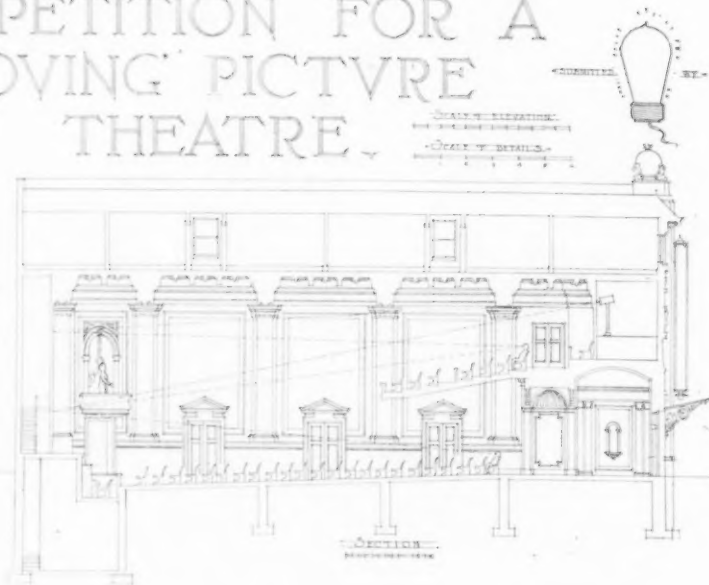 PETITION FOR A
OVING PICTVRE
THEATRE.
SUBMITTED BY
SCALE OF ELEVATION
SCALE OF DETAILS
SECTION